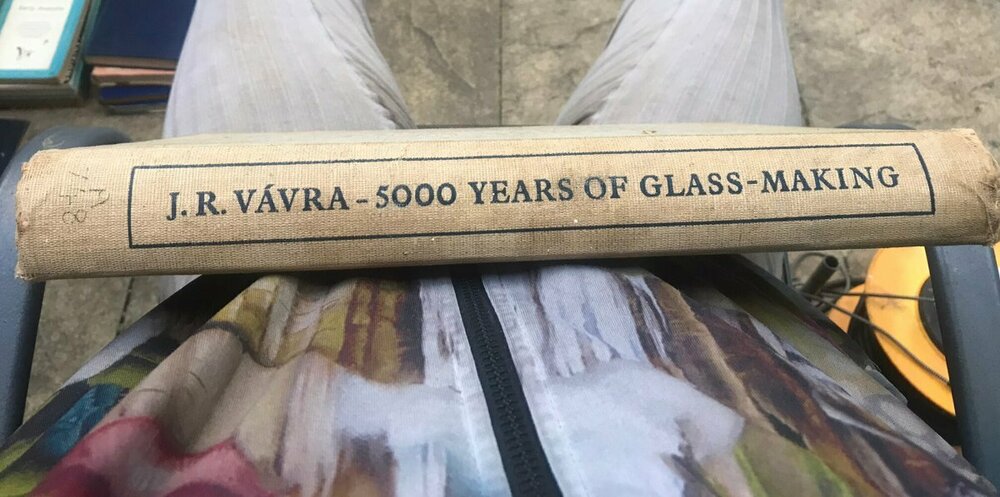 J. R. VÁVRA – 5000 YEARS OF GLASS-MAKING